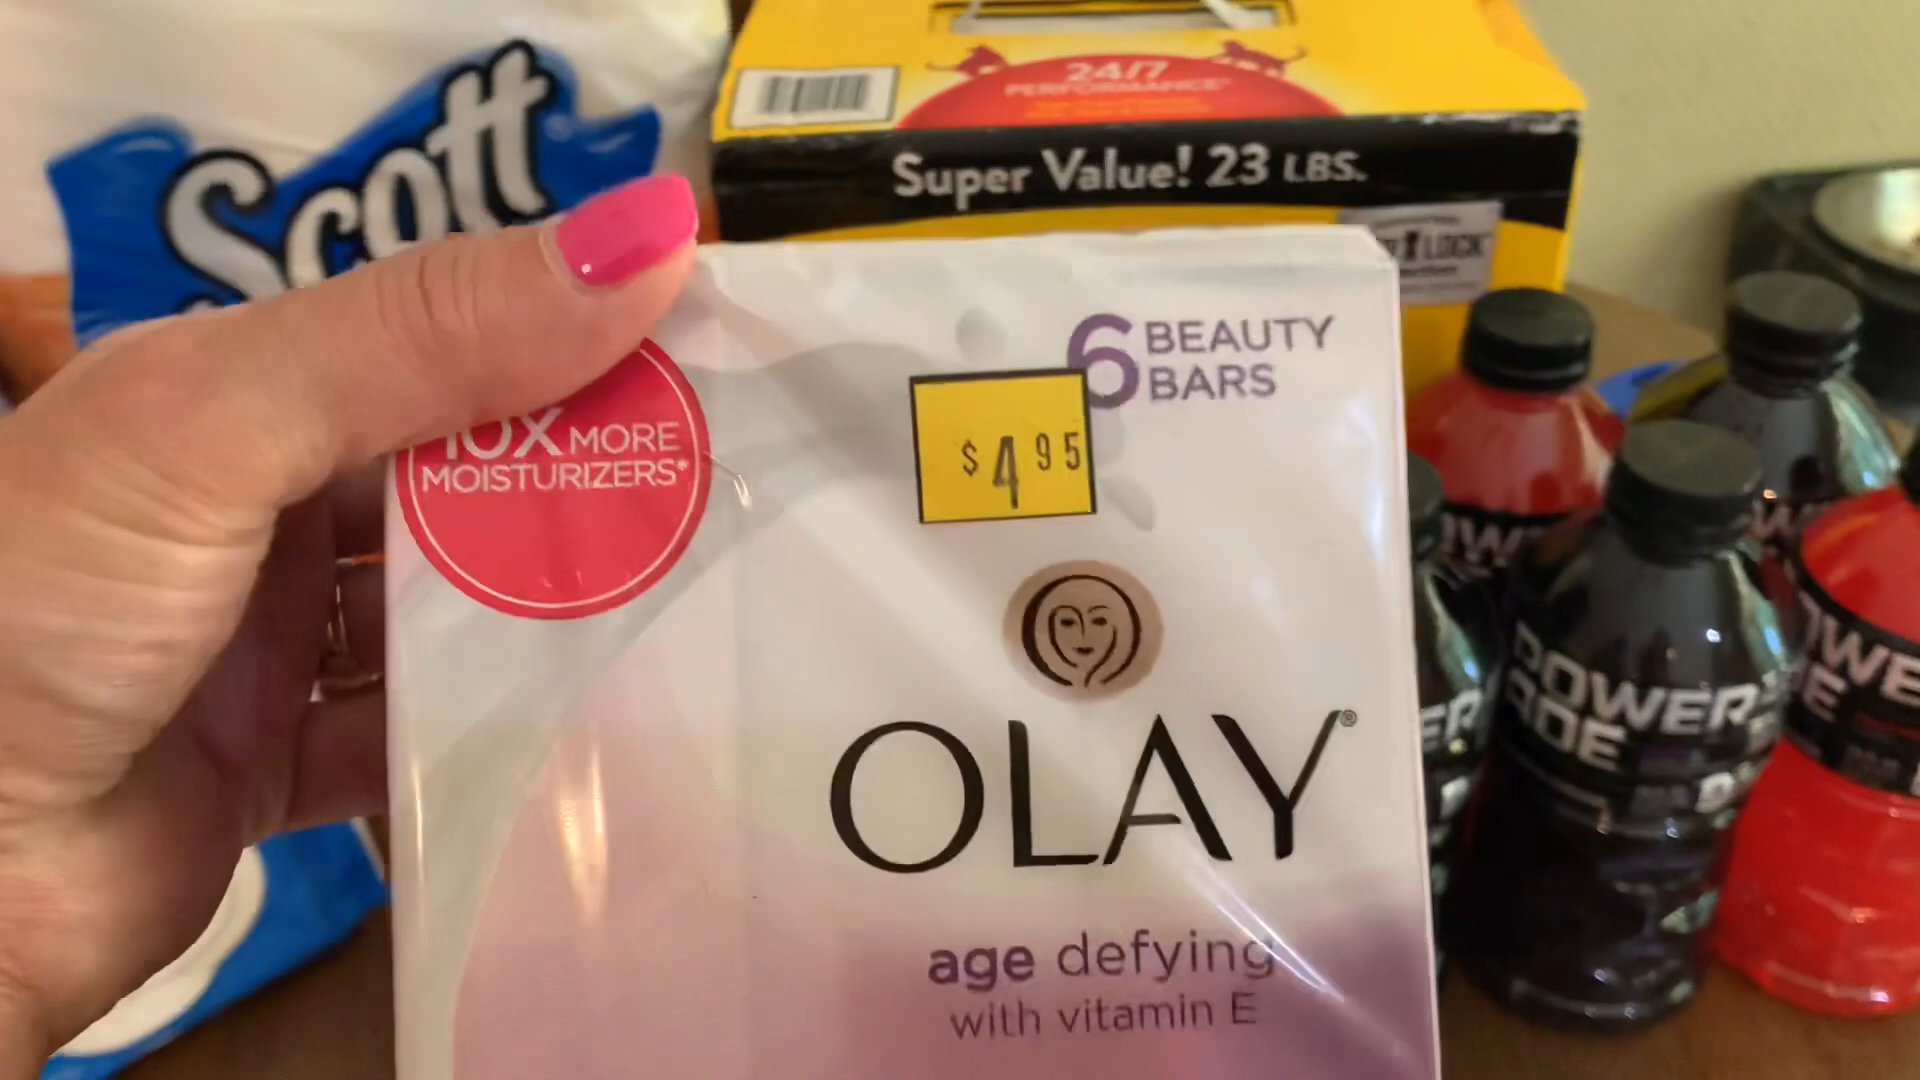 Scott
24/7
PERFORMANCE
Super Value! 23 LBS.
LOCK
6 BEAUTY
BARS
10X MORE
MOISTURIZERS*
$4 95
OLAY®
age defying
with vitamin E
POWER
ADE